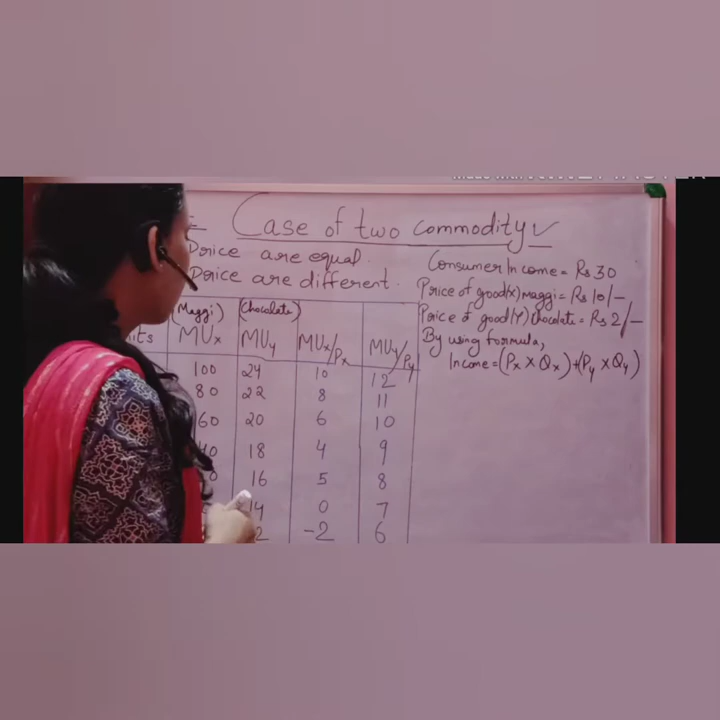 Case of two commodity
Price are equal.
Price are different.
Consumer Income = Rs 30
Price of good(X) Maggi = Rs 10/-
Price of good(Y) Chocolate = Rs 2/-
By using formula,
Income = (Px X Qx) + (Py X Qy)
(Maggi) (Chocolate)
MUx MUy MUx/Px MUy/Py
100 24 10 12
80 22 8 11
60 20 6 10
18 4 9
16 5 8
14 0 7
-2 6